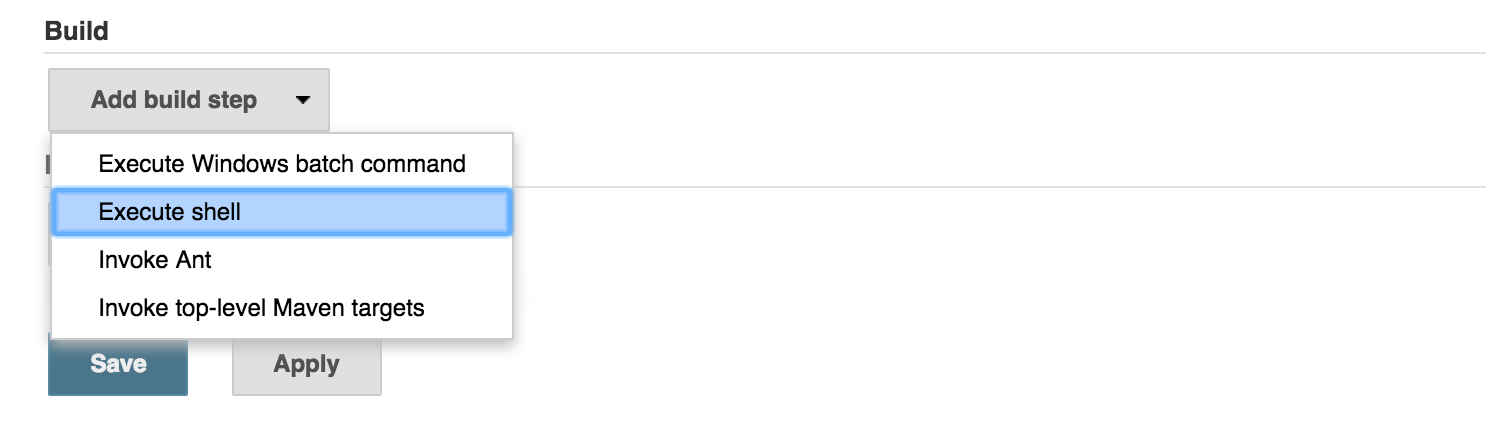 Build
Add build step
Execute Windows batch command
Execute shell
Invoke Ant
Invoke top-level Maven targets
Save
Apply